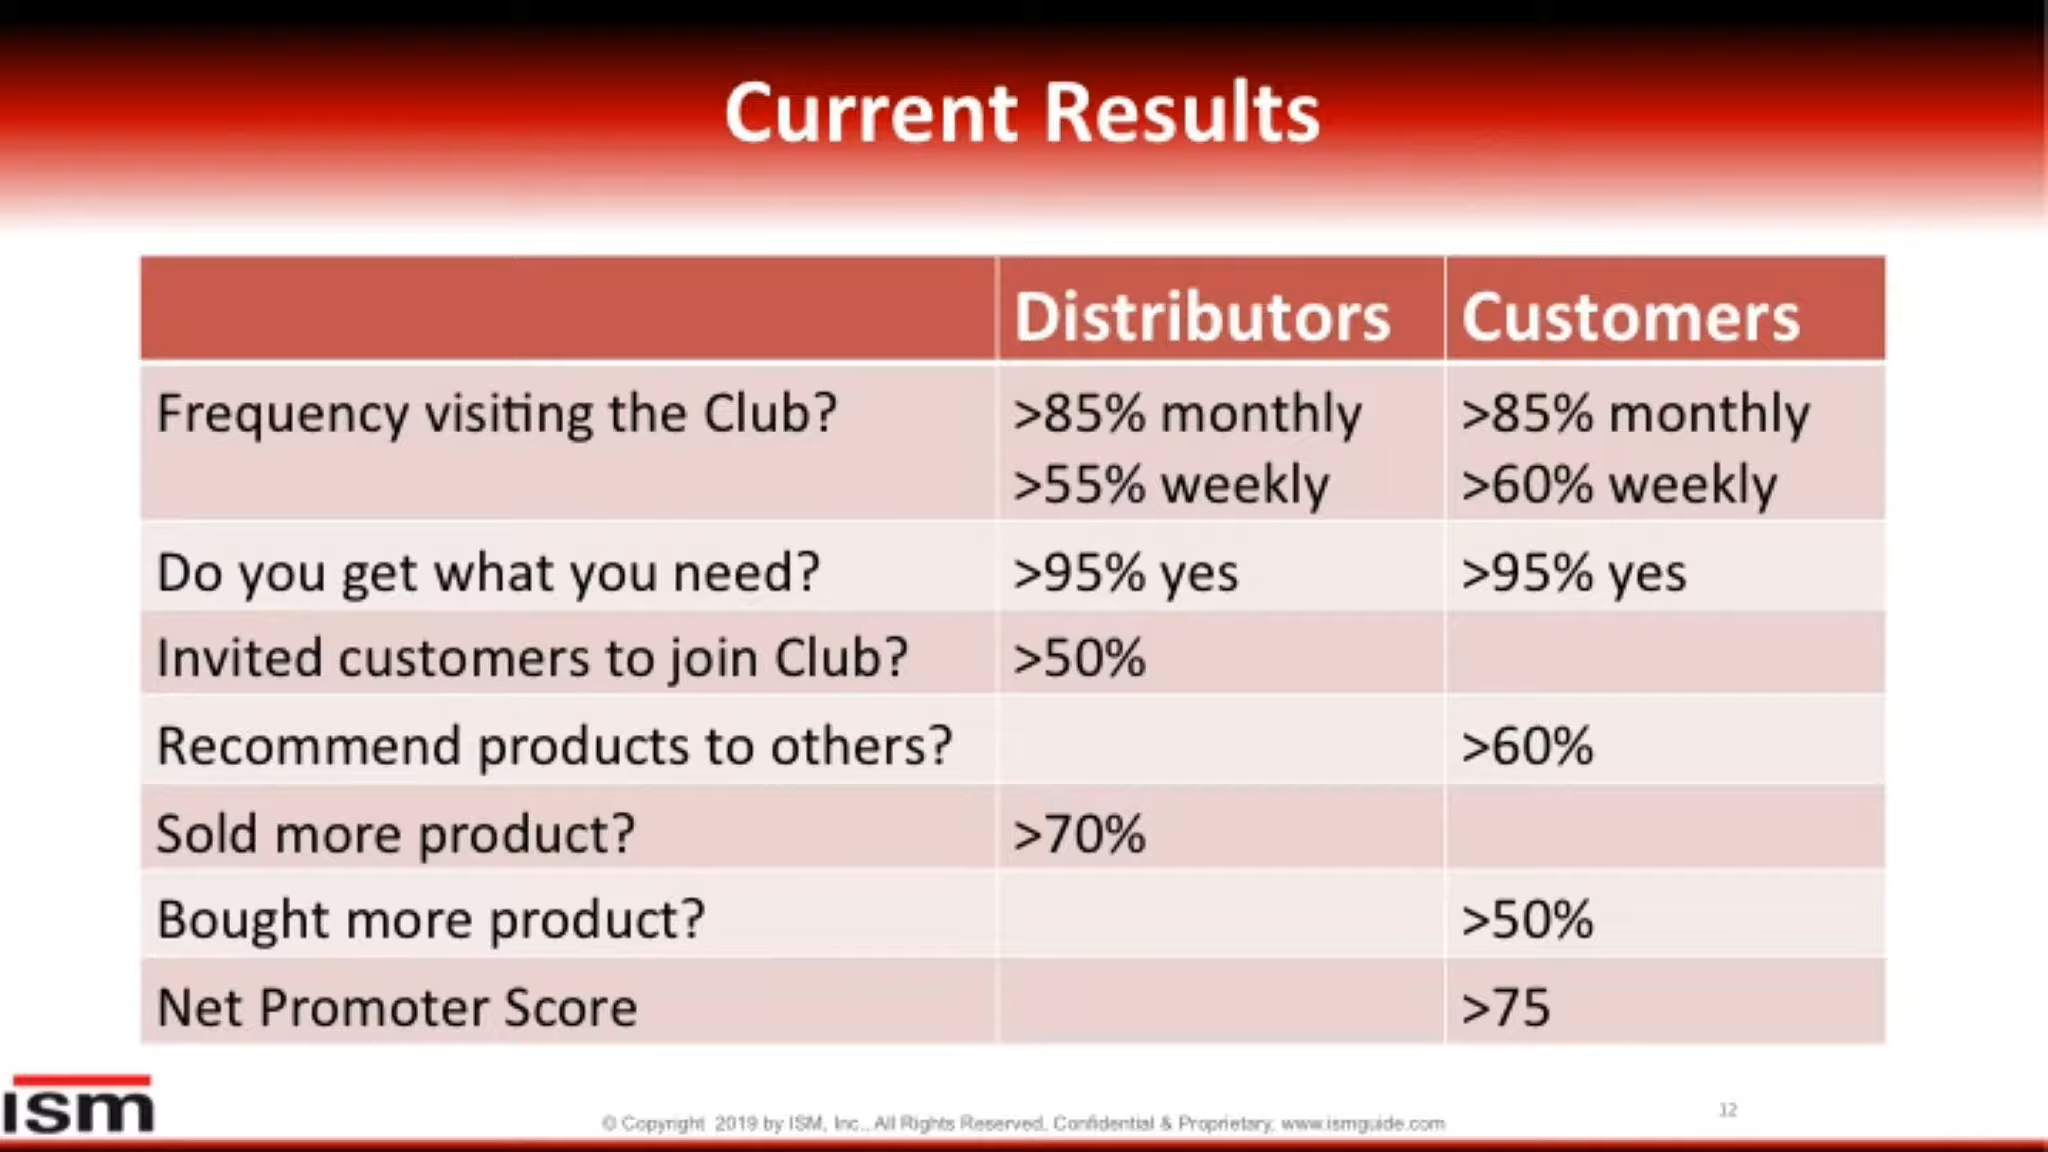 Current Results
Distributors Customers
Frequency visiting the Club? >85% monthly >85% monthly
>55% weekly >60% weekly
Do you get what you need? >95% yes >95% yes
Invited customers to join Club? >50%
Recommend products to others? >60%
Sold more product? >70%
Bought more product? >50%
Net Promoter Score >75
ism
© Copyright 2019 by ISM, Inc., All Rights Reserved, Confidential & Proprietary, www.ismguide.com
12